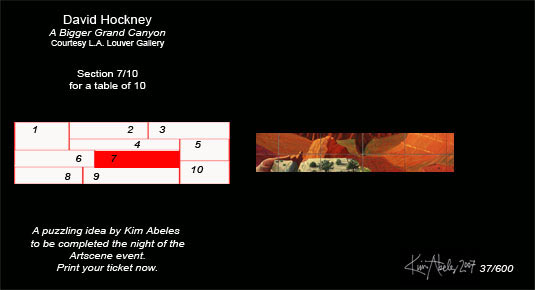 David Hockney
A Bigger Grand Canyon
Courtesy L.A. Louver Gallery
Section 7/10
for a table of 10
1 2 3
4 5
6 7
8 9 10
A puzzling idea by Kim Abeles
to be completed the night of the
Artscene event.
Print your ticket now.
Kim Abeles 2007 37/600